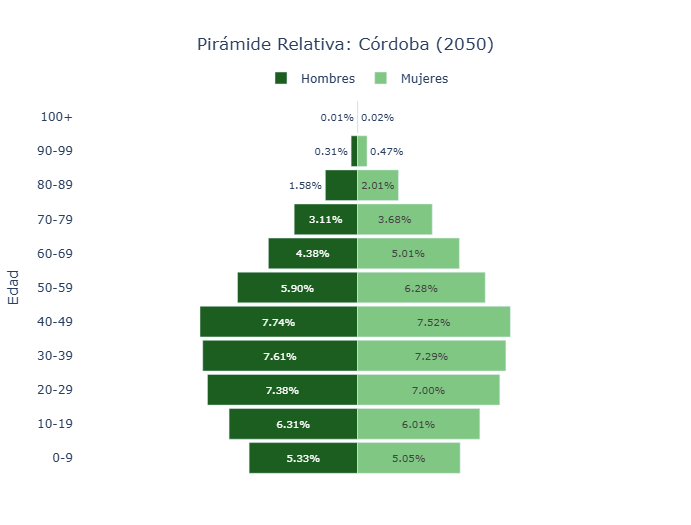 Pirámide Relativa: Córdoba (2050)
Hombres Mujeres
100+ 0.01% 0.02%
90-99 0.31% 0.47%
80-89 1.58% 2.01%
70-79 3.11% 3.68%
60-69 4.38% 5.01%
Edad
50-59 5.90% 6.28%
40-49 7.74% 7.52%
30-39 7.61% 7.29%
20-29 7.38% 7.00%
10-19 6.31% 6.01%
0-9 5.33% 5.05%